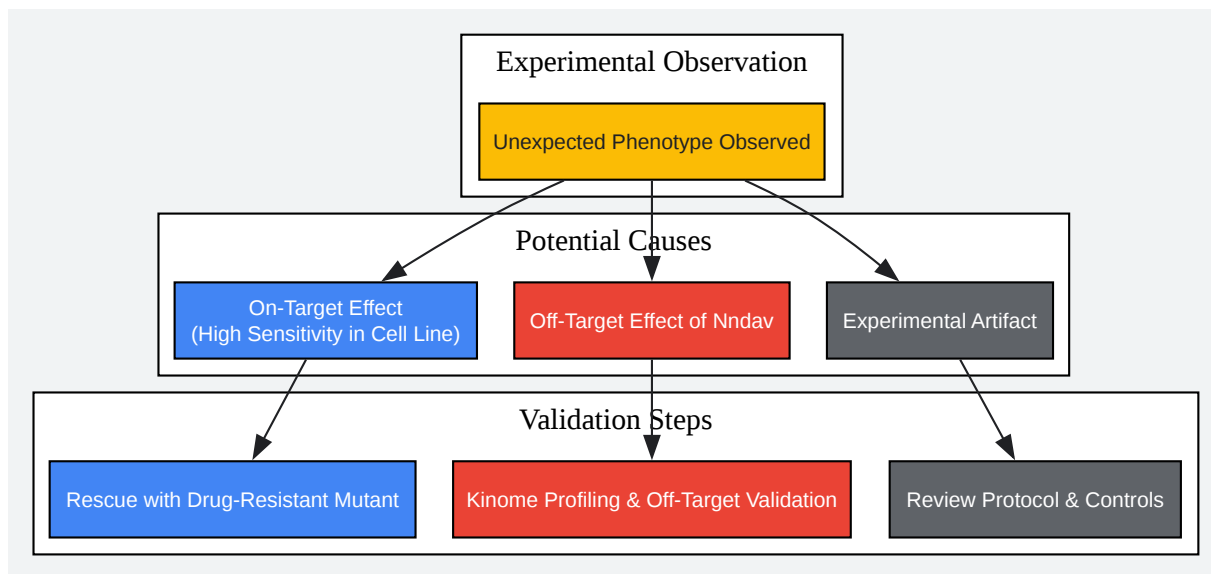 Experimental Observation
Unexpected Phenotype Observed
Potential Causes
On-Target Effect
(High Sensitivity in Cell Line)
Off-Target Effect of Nndav
Experimental Artifact
Validation Steps
Rescue with Drug-Resistant Mutant
Kinome Profiling & Off-Target Validation
Review Protocol & Controls